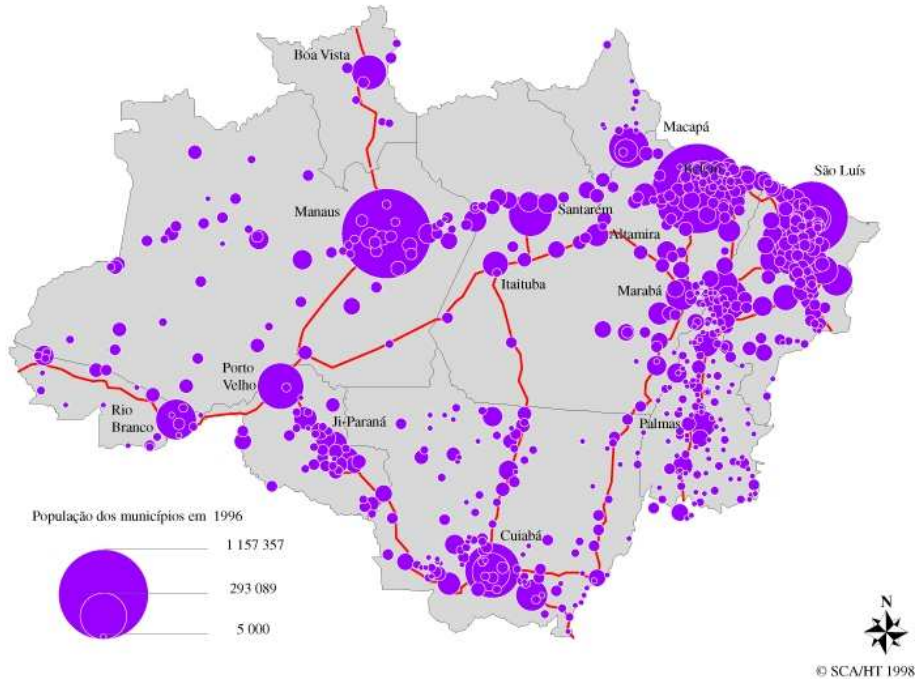 Boa Vista
Macapá
Belém
São Luís
Manaus
Santarém
Altamira
Itaituba
Marabá
Porto
Velho
Rio
Branco
Ji-Paraná
Palmas
Cuiabá
População dos municípios em 1996
1 157 357
293 089
5 000
N
© SCA/HT 1998